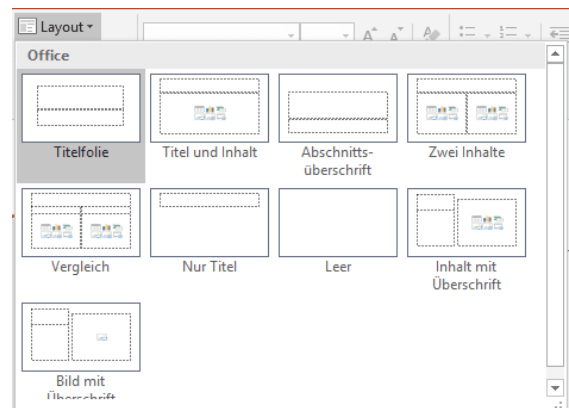 Layout
Office
Titelfolie
Titel und Inhalt
Abschnitts-
überschrift
Zwei Inhalte
Vergleich
Nur Titel
Leer
Inhalt mit
Überschrift
Bild mit
Überschrift